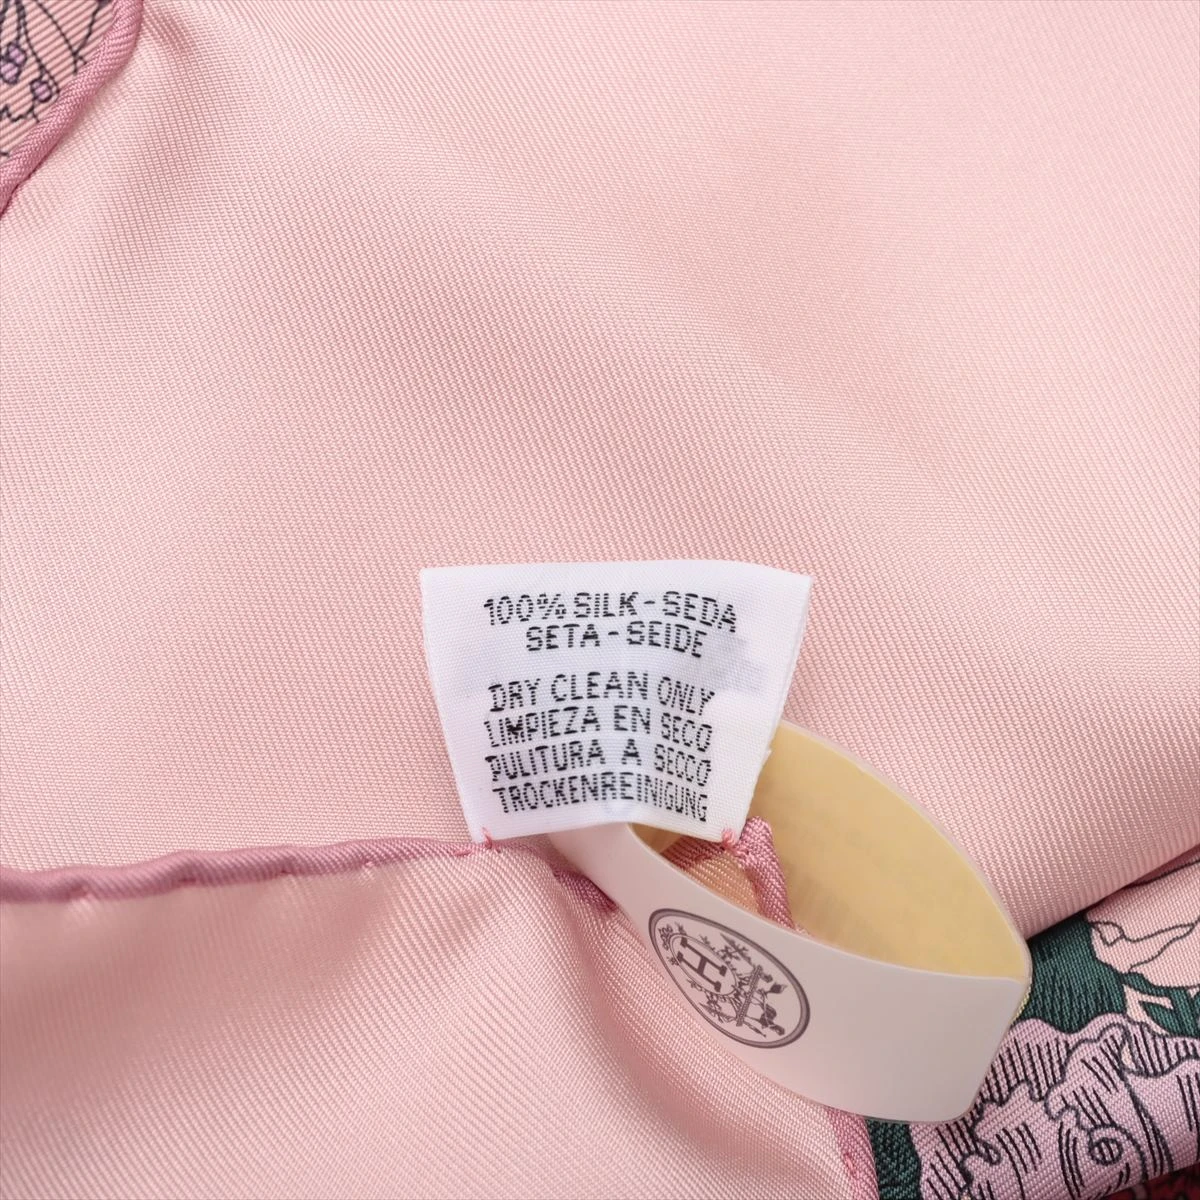 100% SILK - SEDA
SETA - SEIDE
DRY CLEAN ONLY
LIMPIEZA EN SECO
PULITURA A SECCO
TROCKENREINIGUNG
H